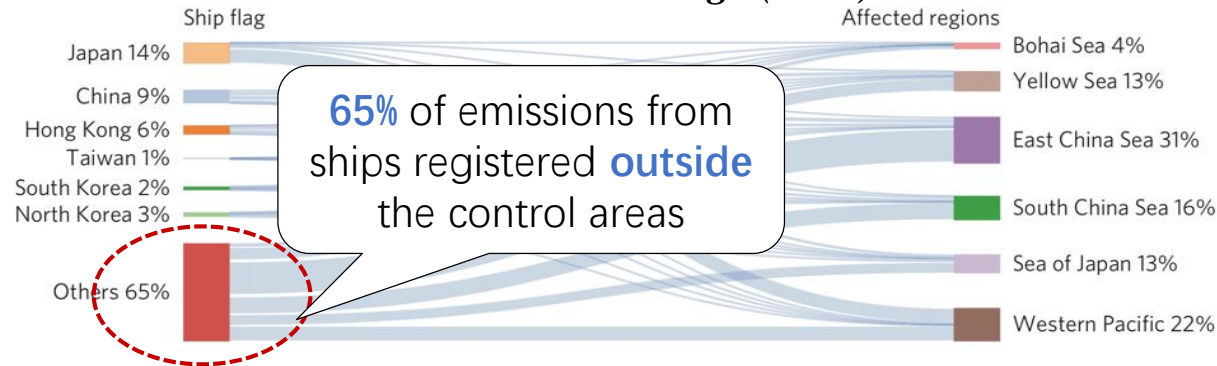 Ship flag
Affected regions
Japan 14%
China 9%
Hong Kong 6%
Taiwan 1%
South Korea 2%
North Korea 3%
Others 65%
65% of emissions from
ships registered outside
the control areas
Bohai Sea 4%
Yellow Sea 13%
East China Sea 31%
South China Sea 16%
Sea of Japan 13%
Western Pacific 22%